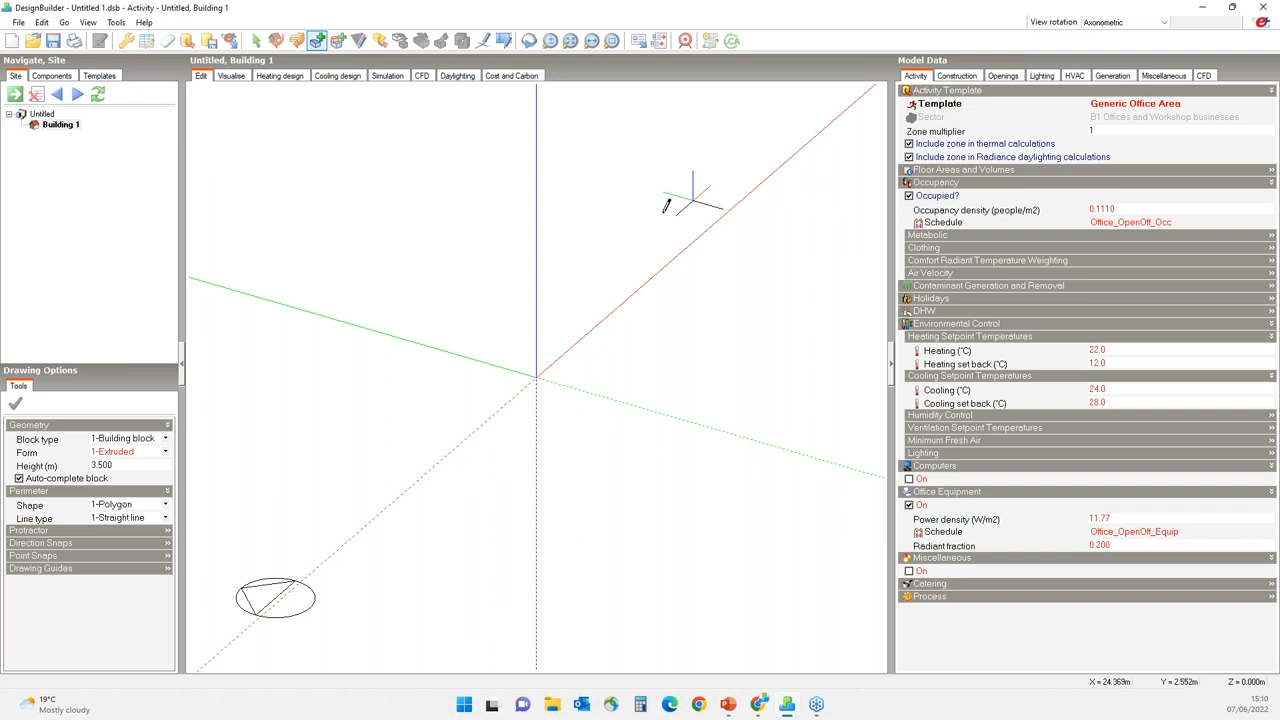 DesignBuilder - Untitled 1.dsb - Activity - Untitled, Building 1
File Edit Go View Tools Help
View rotation Axonometric
Navigate, Site
Site Components Templates
Untitled
Building 1
Drawing Options
Tools
Geometry
Block type 1-Building block
Form 1-Extruded
Height (m) 3.500
Auto-complete block
Perimeter
Shape 1-Polygon
Line type 1-Straight line
Protractor
Direction Snaps
Point Snaps
Drawing Guides
Untitled, Building 1
Edit Visualise Heating design Cooling design Simulation CFD Daylighting Cost and Carbon
Model Data
Activity Construction Openings Lighting HVAC Generation Miscellaneous CFD
Activity Template
Template Generic Office Area
Sector B1 Offices and Workshop businesses
Zone multiplier 1
Include zone in thermal calculations
Include zone in Radiance daylighting calculations
Floor Areas and Volumes
Occupancy
Occupied?
Occupancy density (people/m2) 0.1110
Schedule Office_OpenOff_Occ
Metabolic
Clothing
Comfort Radiant Temperature Weighting
Air Velocity
Contaminant Generation and Removal
Holidays
DHW
Environmental Control
Heating Setpoint Temperatures
Heating (°C) 22.0
Heating set back (°C) 12.0
Cooling Setpoint Temperatures
Cooling (°C) 24.0
Cooling set back (°C) 28.0
Humidity Control
Ventilation Setpoint Temperatures
Minimum Fresh Air
Lighting
Computers
On
Office Equipment
On
Power density (W/m2) 11.77
Schedule Office_OpenOff_Equip
Radiant fraction 0.200
Miscellaneous
On
Catering
Process
X = 24.369m Y = 2.552m Z = 0.000m
19°C
Mostly cloudy
15:10
07/06/2022